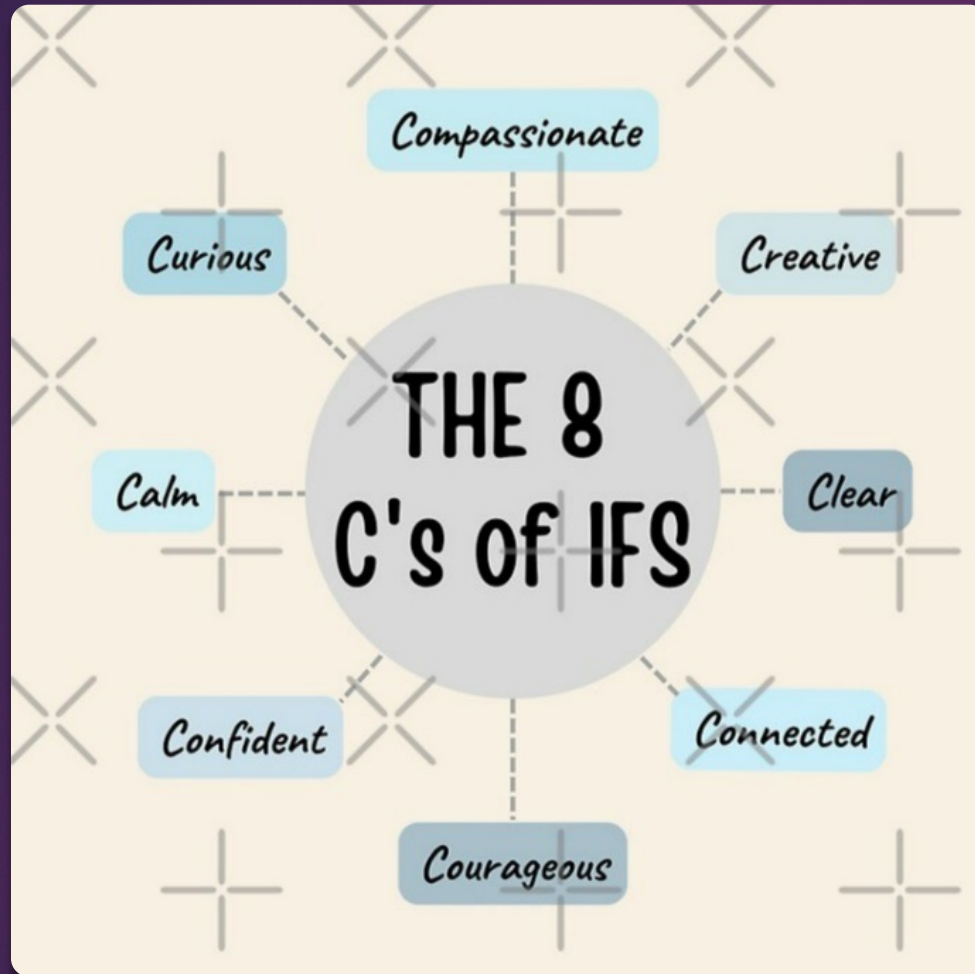 Compassionate
Curious
Creative
THE 8
C's of IFS
Calm
Clear
Confident
Connected
Courageous